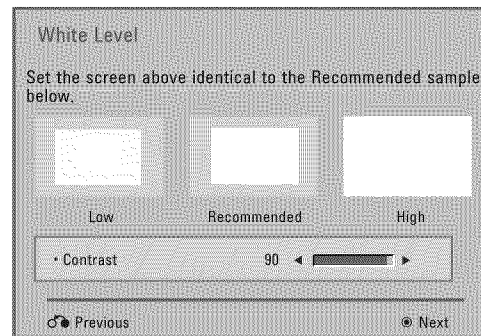 White Level
Set the screen above identical to the Recommended sample
below.
Low Recommended High
• Contrast 90
Previous Next